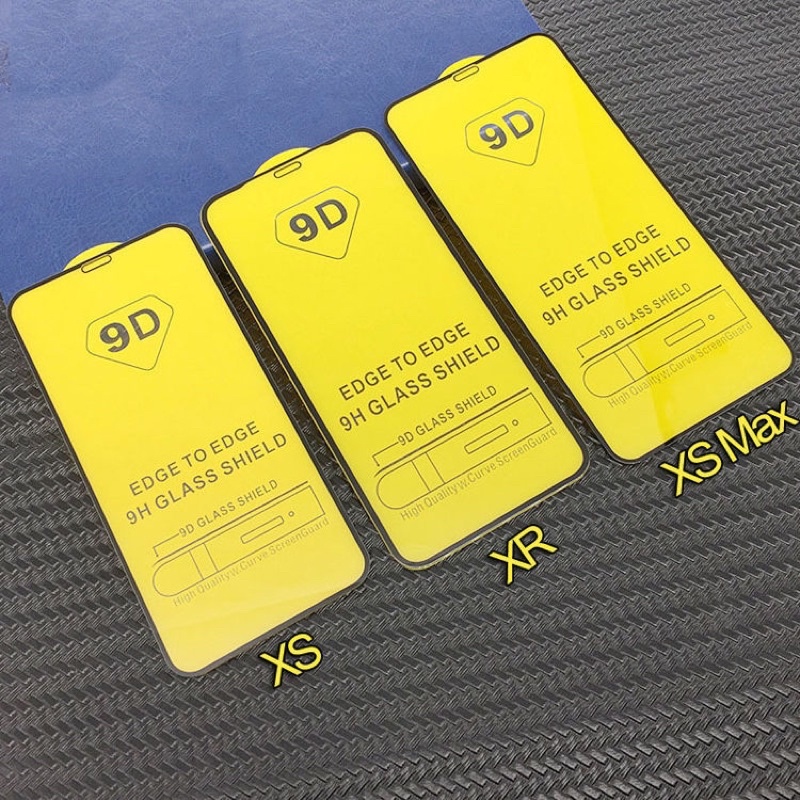 9D
EDGE TO EDGE
9H GLASS SHIELD
9D GLASS SHIELD
High Quality w.Curve ScreenGuard
XS
9D
EDGE TO EDGE
9H GLASS SHIELD
9D GLASS SHIELD
High Quality w.Curve ScreenGuard
XR
9D
EDGE TO EDGE
9H GLASS SHIELD
9D GLASS SHIELD
High Quality w.Curve ScreenGuard
XS Max